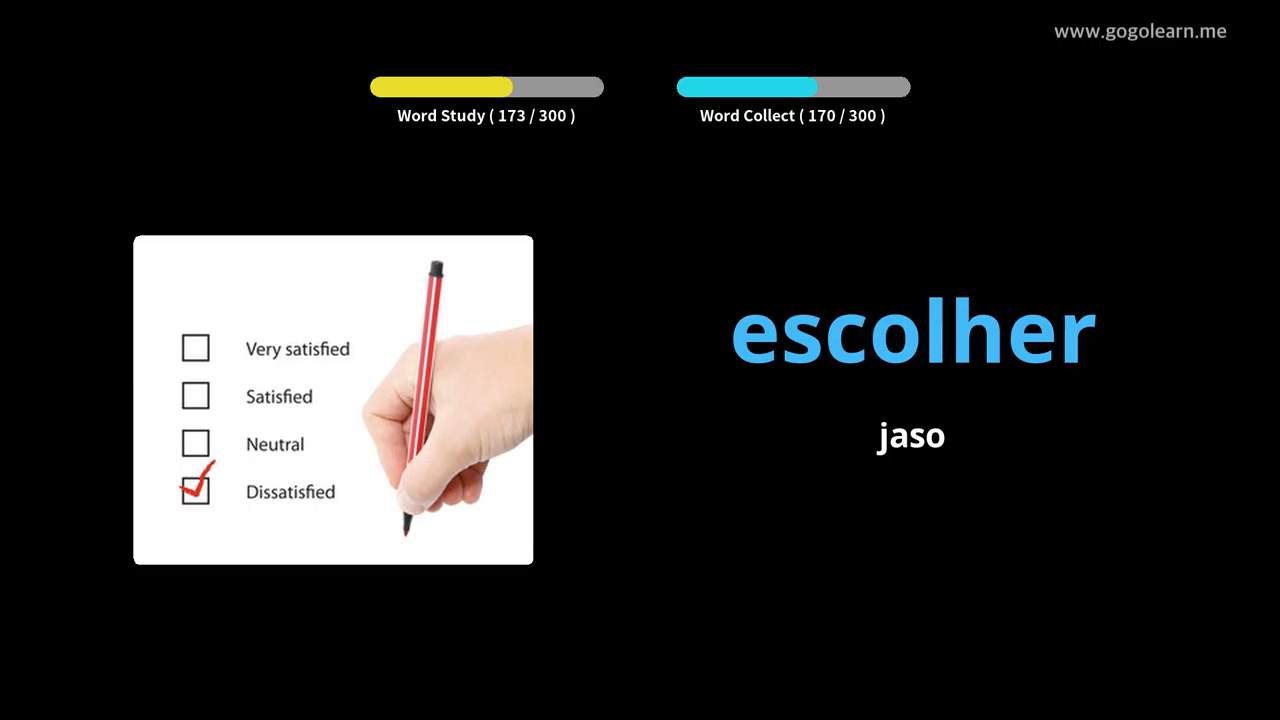 www.gogolearn.me
Word Study ( 173 / 300 )
Word Collect ( 170 / 300 )
Very satisfied
Satisfied
Neutral
Dissatisfied
escolher
jaso